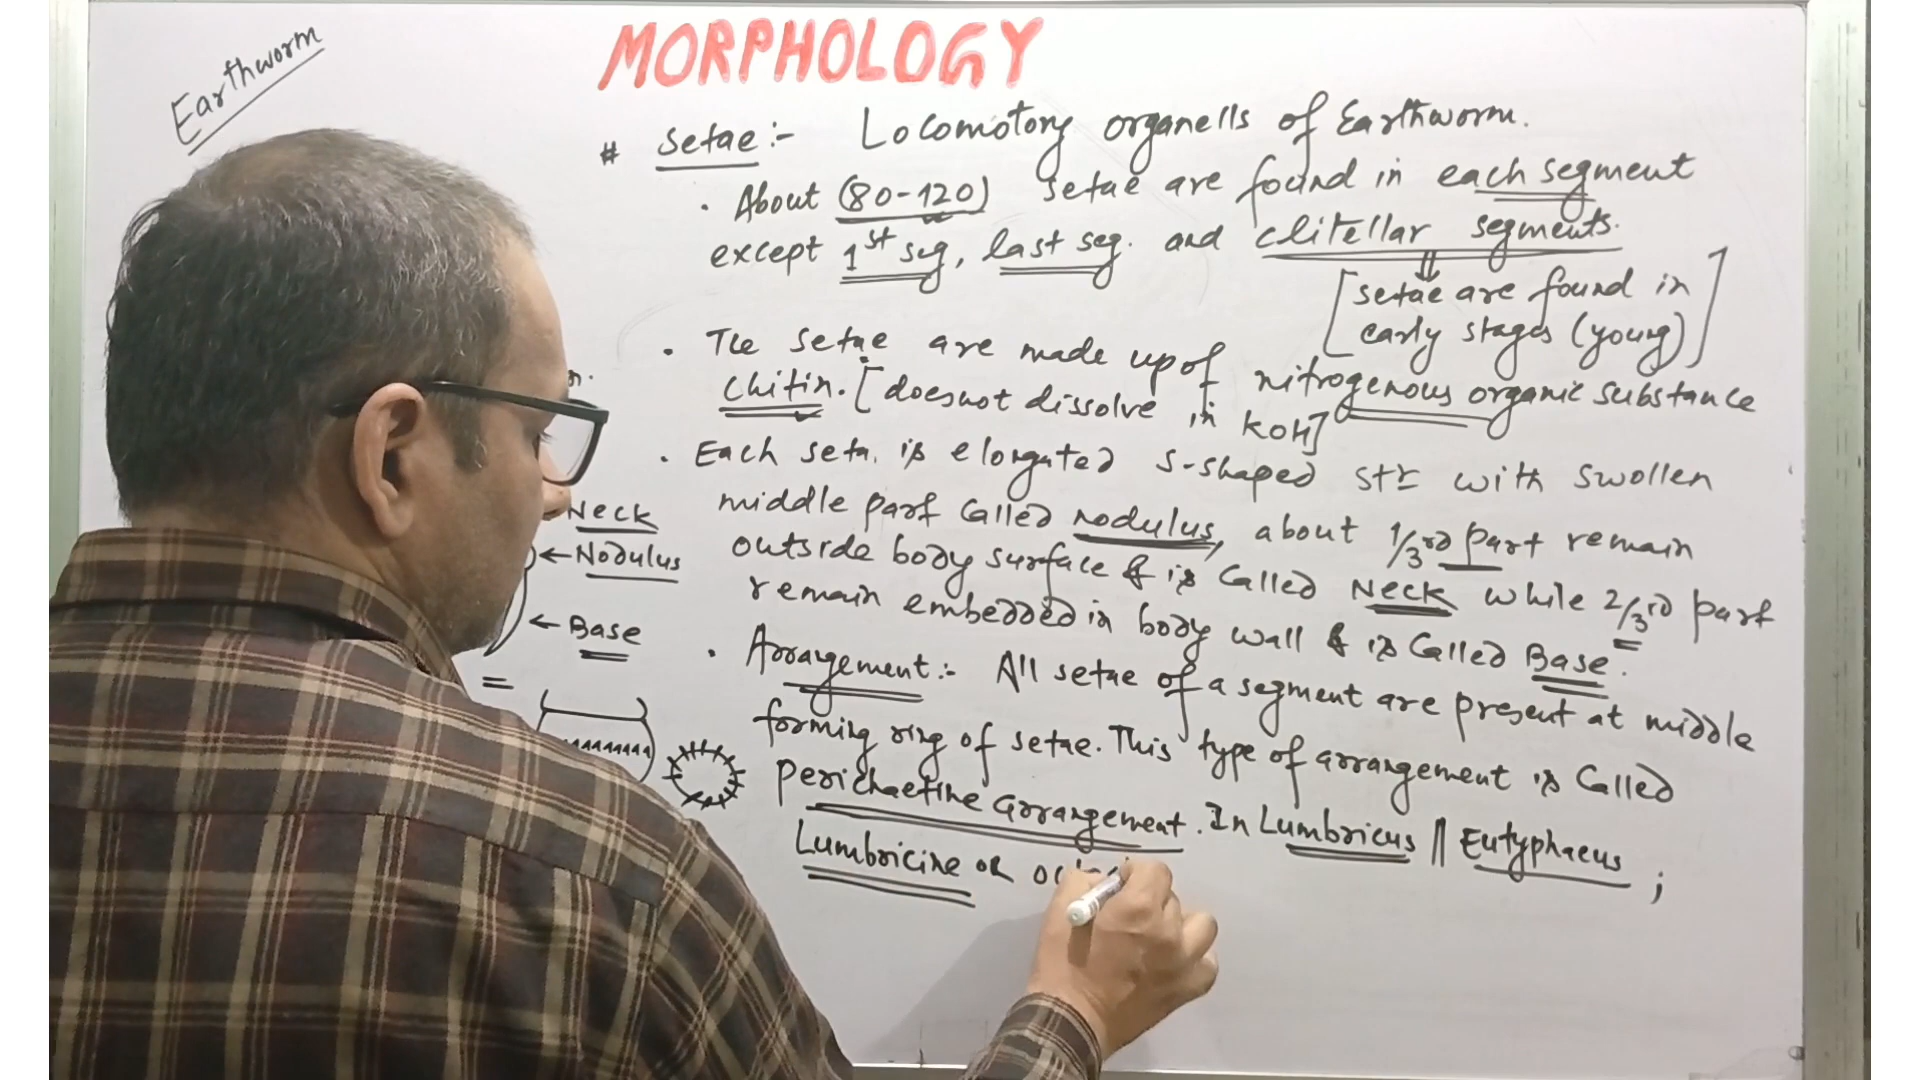 Earthworm
MORPHOLOGY
# Setae:- Locomotory organells of Earthworm.
. About (80-120) setae are found in each segment
except 1st seg, last seg. and clitellar segments.
[setae are found in
early stages (young)]
. The setae are made up of nitrogenous organic substance
chitin. [does not dissolve in KOH]
. Each seta is elongated S-shaped str with swollen
middle part called nodulus, about 1/3rd part remain
outside body surface & is called Neck while 2/3rd part
remain embedded in body wall & is called Base.
. Arrangement:- All setae of a segment are present at middle
forming ring of setae. This type of arrangement is called
Perichaetine arrangement. In Lumbricus || Eutyphaeus ;
Lumbricine or
Neck
←Nodulus
←Base
=